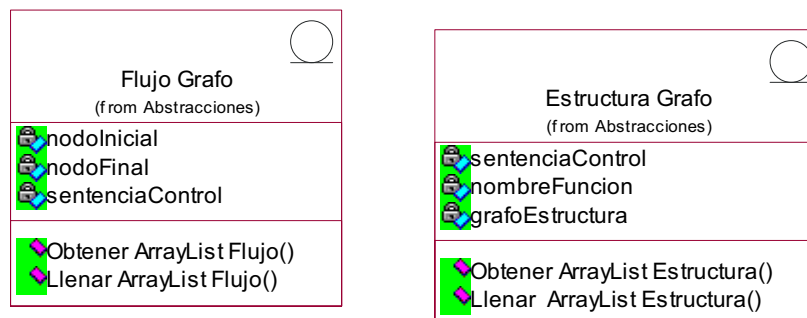 Flujo Grafo
(from Abstracciones)
nodoInicial
nodoFinal
sentenciaControl
Obtener ArrayList Flujo()
Llenar ArrayList Flujo()
Estructura Grafo
(from Abstracciones)
sentenciaControl
nombreFuncion
grafoEstructura
Obtener ArrayList Estructura()
Llenar ArrayList Estructura()